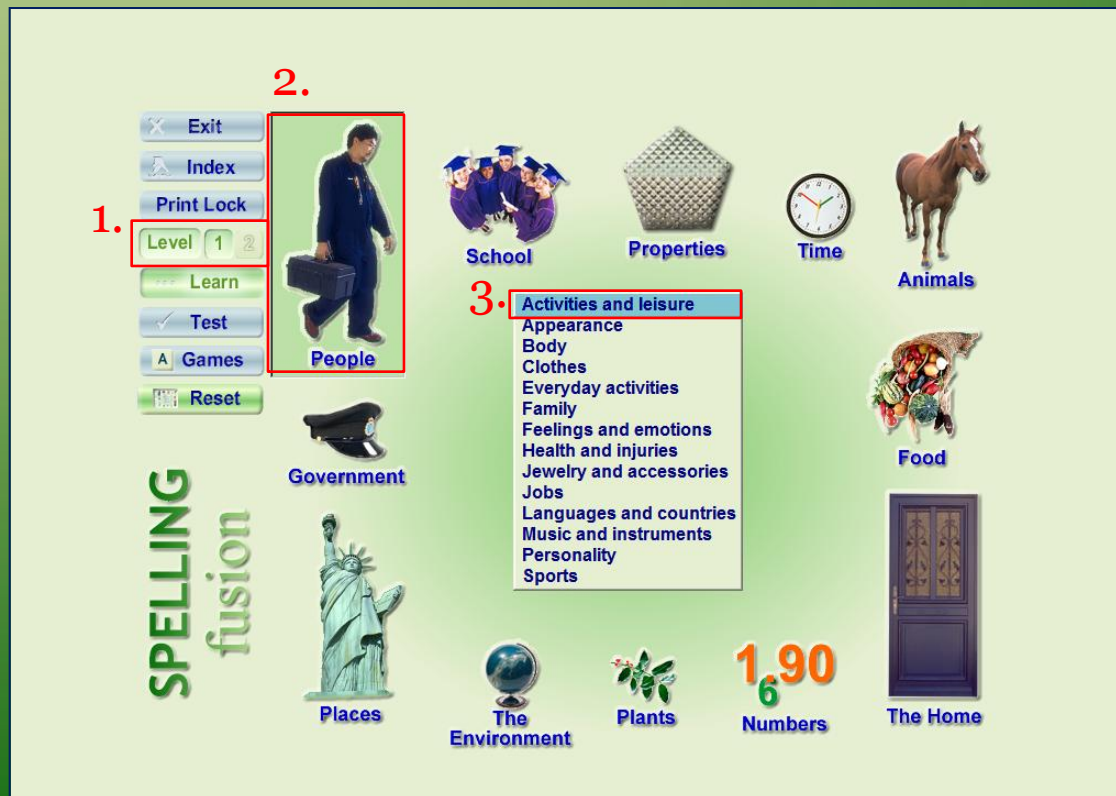 2.
Exit
Index
Print Lock
1.
Level 1 2
Learn
Test
A Games
Reset
People
School
Properties
Time
Animals
3.
Activities and leisure
Appearance
Body
Clothes
Everyday activities
Family
Feelings and emotions
Health and injuries
Jewelry and accessories
Jobs
Languages and countries
Music and instruments
Personality
Sports
Government
Food
SPELLING
fusion
Places
The
Environment
Plants
1.90
6
Numbers
The Home